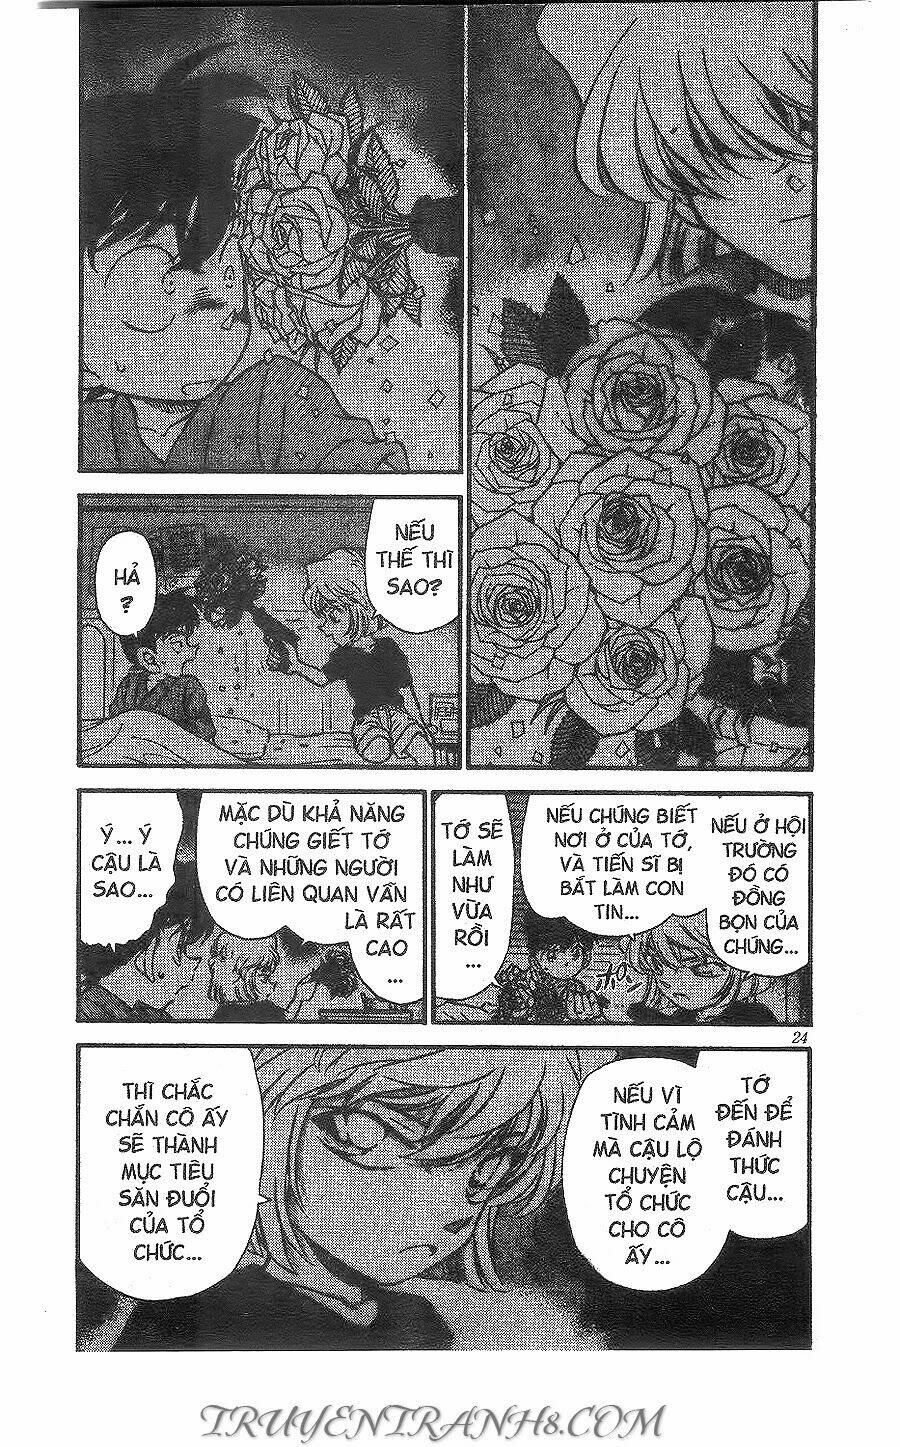 NẾU
THẾ THÌ
SAO?
HẢ
?
NẾU Ở HỘI
TRƯỜNG
ĐÓ CÓ
ĐỒNG
BỌN CỦA
CHÚNG...
NẾU CHÚNG BIẾT
NƠI Ở CỦA TỚ,
VÀ TIẾN SĨ BỊ
BẮT LÀM CON
TIN...
TỚ SẼ
LÀM
NHƯ
VỪA
RỒI
...
MẶC DÙ KHẢ NĂNG
CHÚNG GIẾT TỚ
VÀ NHỮNG NGƯỜI
CÓ LIÊN QUAN VẪN
LÀ RẤT
CAO
...
Ý... Ý
CẬU LÀ
SAO...
24
TỚ
ĐẾN ĐỂ
ĐÁNH
THỨC
CẬU...
NẾU VÌ
TÌNH CẢM
MÀ CẬU LỘ
CHUYỆN
TỔ CHỨC
CHO CÔ
ẤY...
THÌ CHẮC
CHẮN CÔ ẤY
SẼ THÀNH
MỤC TIÊU
SĂN ĐUỔI
CỦA TỔ
CHỨC...
TRUYENTRANH8.COM